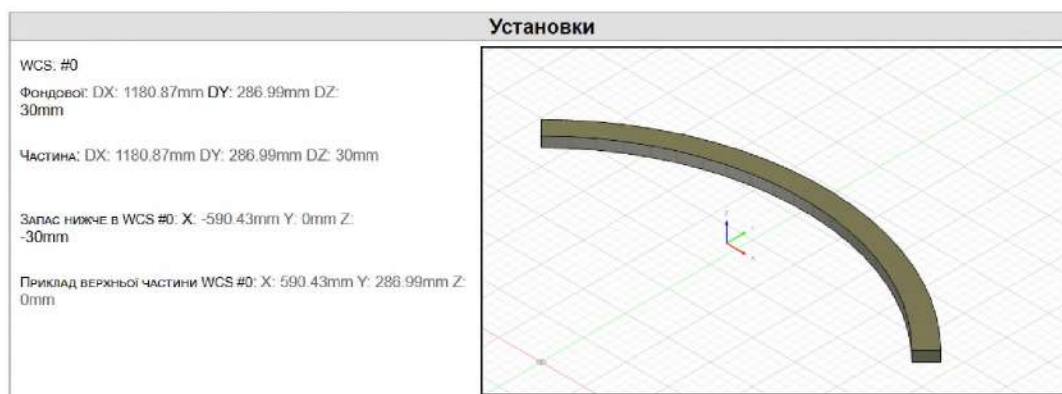 Установки
WCS. #0
Фондової: DX: 1180.87mm DY: 286.99mm DZ:
30mm
Частина: DX: 1180.87mm DY: 286.99mm DZ: 30mm
Запас нижче в WCS #0: X: -590.43mm Y: 0mm Z:
-30mm
Приклад верхньої частини WCS #0: X: 590.43mm Y: 286.99mm Z:
0mm